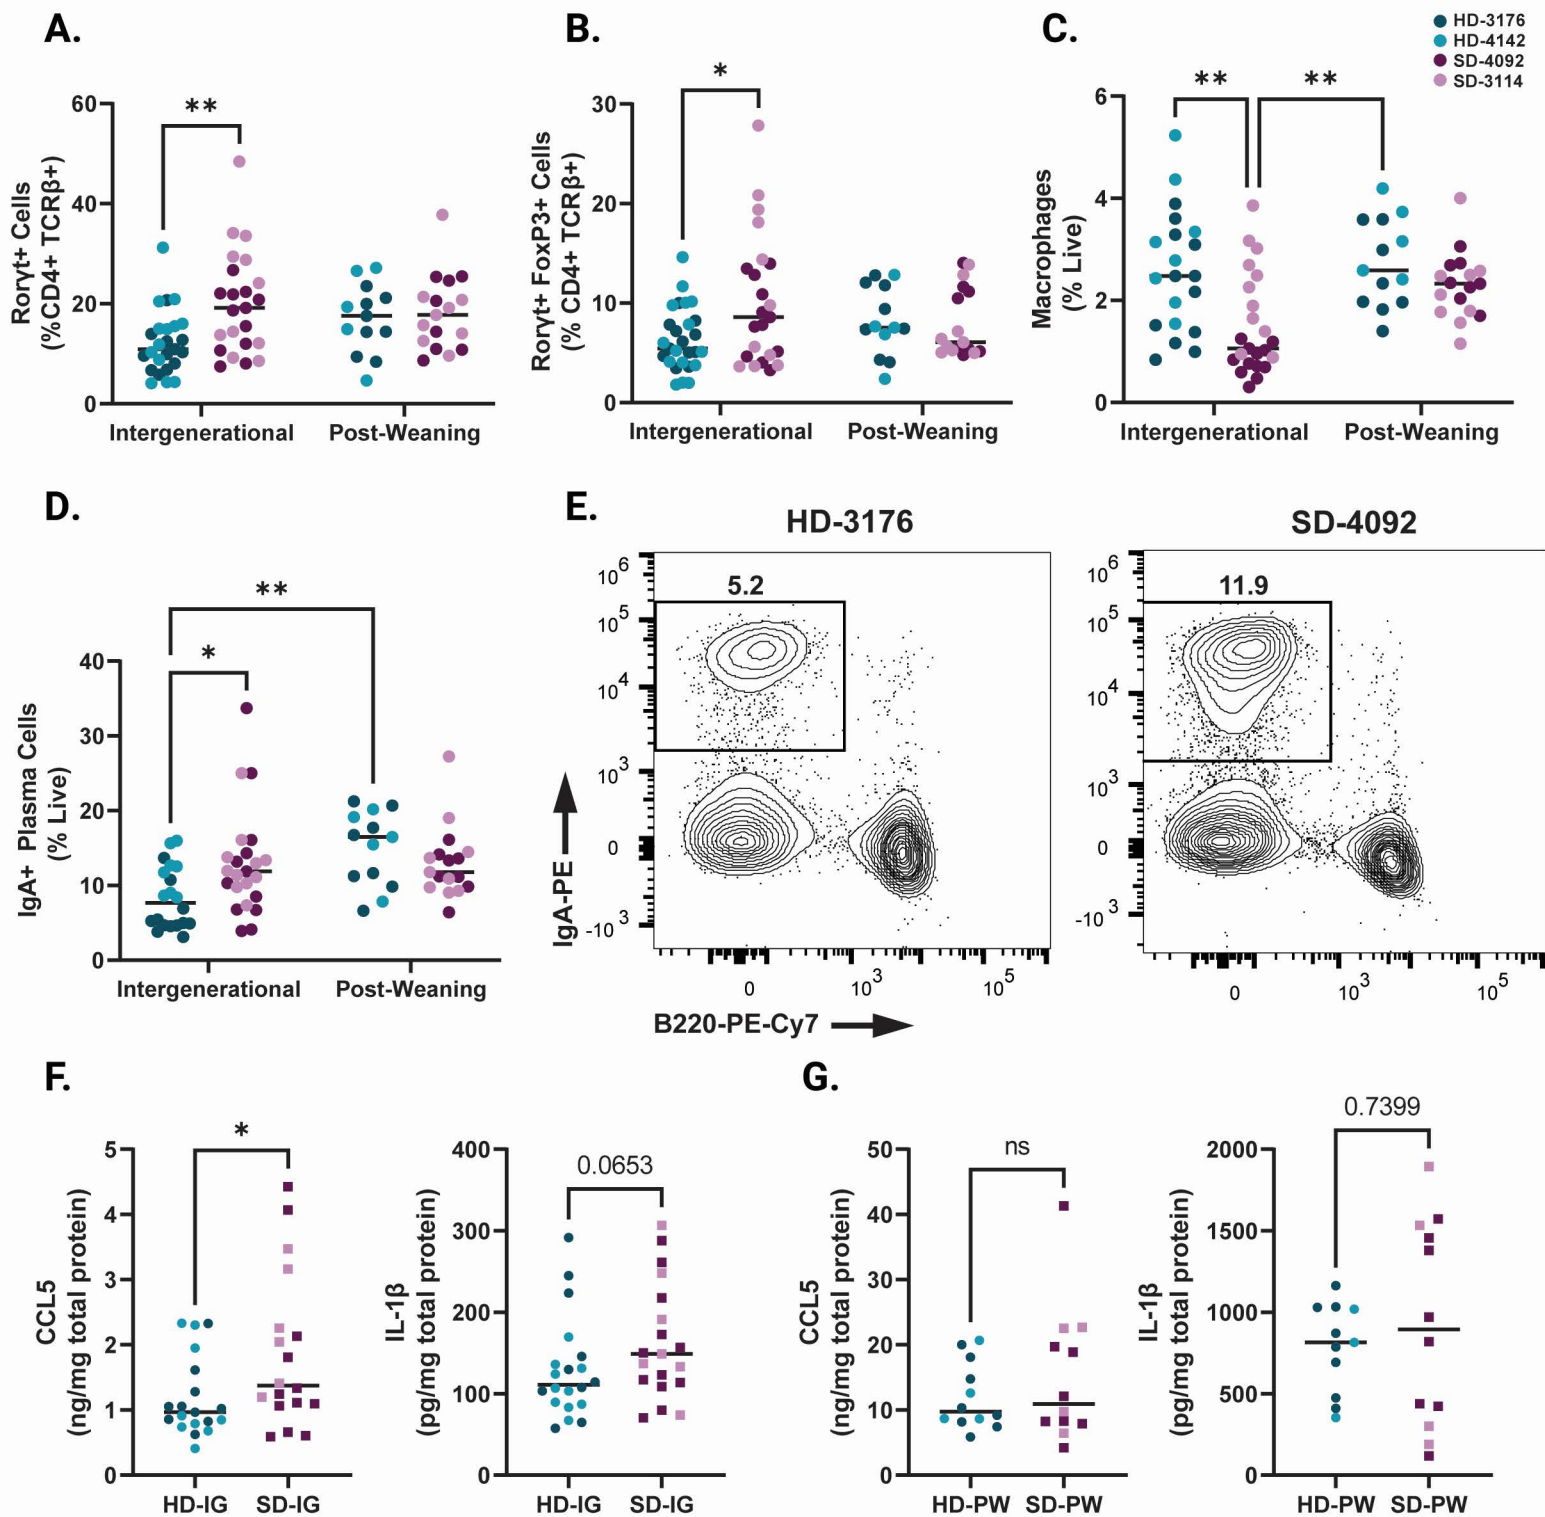 A.
B.
C.
HD-3176
HD-4142
SD-4092
SD-3114
Rorγt+ Cells
(%CD4+ TCRβ+)
60
40
20
0
**
Intergenerational
Post-Weaning
Rorγt+ FoxP3+ Cells
(% CD4+ TCRβ+)
30
20
10
0
*
Intergenerational
Post-Weaning
Macrophages
(% Live)
6
4
2
0
**
**
Intergenerational
Post-Weaning
D.
IgA+ Plasma Cells
(% Live)
40
30
20
10
0
**
*
Intergenerational
Post-Weaning
E.
HD-3176
SD-4092
5.2
10^6
10^5
10^4
10^3
0
-10^3
0
10^3
10^5
IgA-PE
B220-PE-Cy7
11.9
10^6
10^5
10^4
10^3
0
-10^3
0
10^3
10^5
F.
CCL5
(ng/mg total protein)
5
4
3
2
1
0
*
HD-IG
SD-IG
IL-1β
(pg/mg total protein)
400
300
200
100
0
0.0653
HD-IG
SD-IG
G.
CCL5
(ng/mg total protein)
50
40
30
20
10
0
ns
HD-PW
SD-PW
IL-1β
(pg/mg total protein)
2000
1500
1000
500
0
0.7399
HD-PW
SD-PW